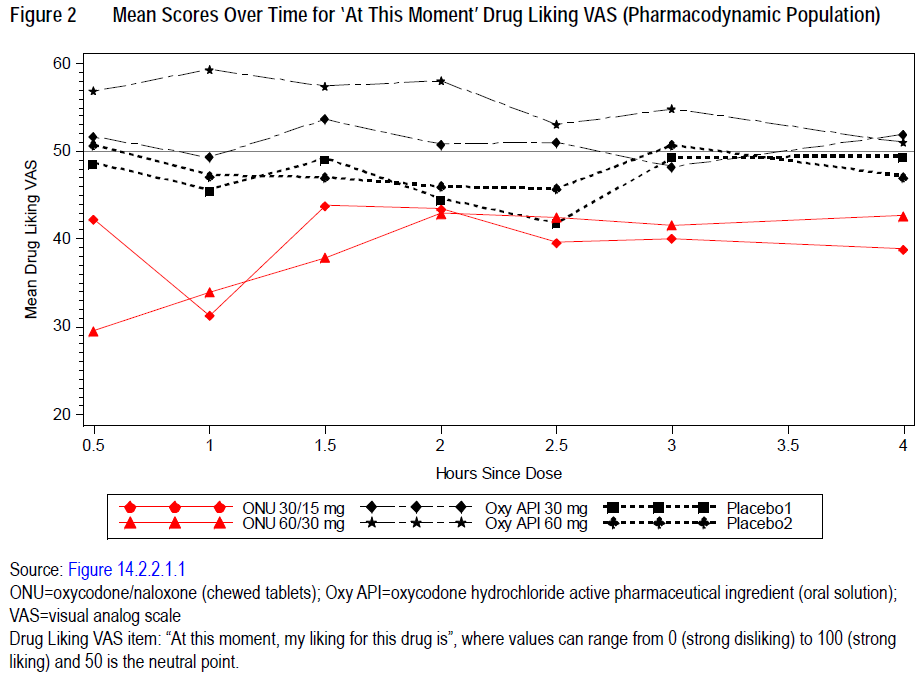 Figure 2 Mean Scores Over Time for ‘At This Moment’ Drug Liking VAS (Pharmacodynamic Population)
60
50
40
30
20
Mean Drug Liking VAS
0.5 1 1.5 2 2.5 3 3.5 4
Hours Since Dose
ONU 30/15 mg Oxy API 30 mg Placebo1
ONU 60/30 mg Oxy API 60 mg Placebo2
Source: Figure 14.2.2.1.1
ONU=oxycodone/naloxone (chewed tablets); Oxy API=oxycodone hydrochloride active pharmaceutical ingredient (oral solution);
VAS=visual analog scale
Drug Liking VAS item: “At this moment, my liking for this drug is”, where values can range from 0 (strong disliking) to 100 (strong
liking) and 50 is the neutral point.